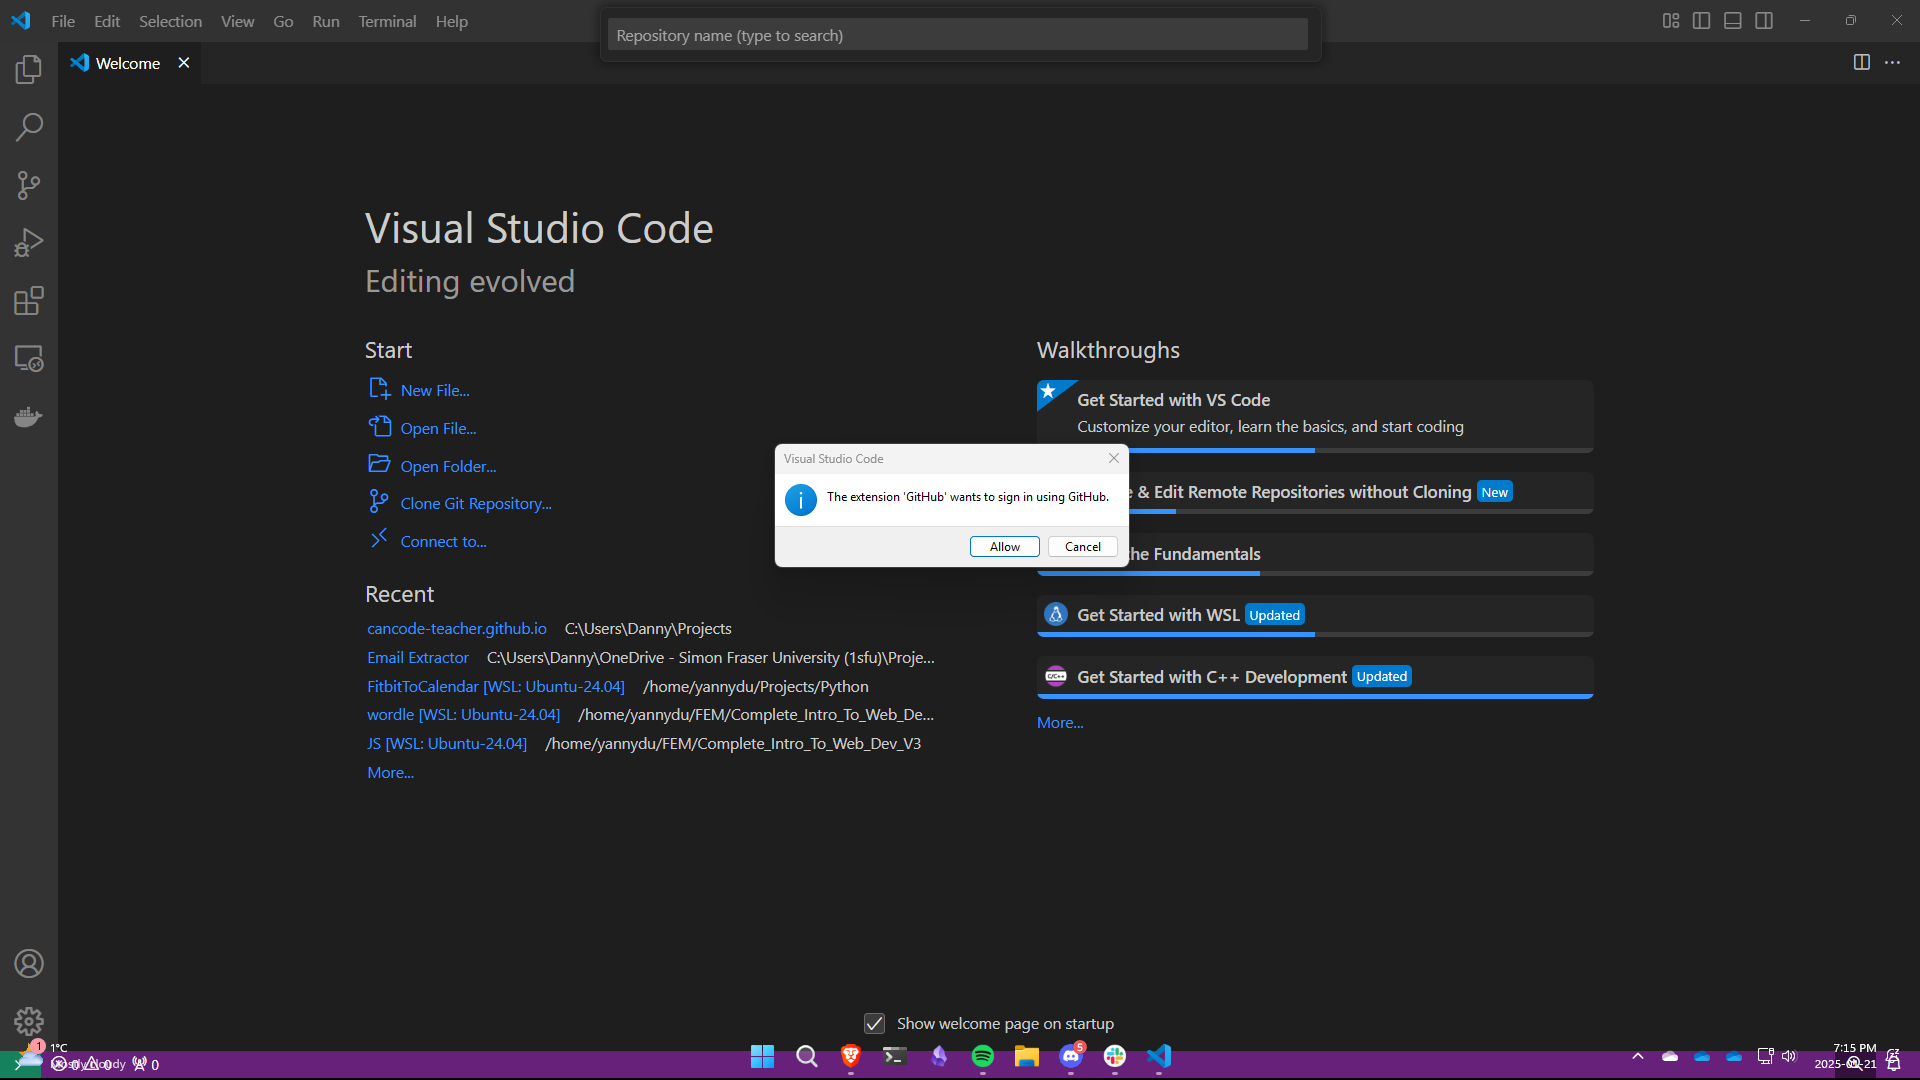 File Edit Selection View Go Run Terminal Help
Repository name (type to search)
Welcome
Visual Studio Code
Editing evolved
Start
New File...
Open File...
Open Folder...
Clone Git Repository...
Connect to...
Recent
cancode-teacher.github.io C:\Users\Danny\Projects
Email Extractor C:\Users\Danny\OneDrive - Simon Fraser University (1sfu)\Proje...
FitbitToCalendar [WSL: Ubuntu-24.04] /home/yannydu/Projects/Python
wordle [WSL: Ubuntu-24.04] /home/yannydu/FEM/Complete_Intro_To_Web_De...
JS [WSL: Ubuntu-24.04] /home/yannydu/FEM/Complete_Intro_To_Web_Dev_V3
More...
Walkthroughs
Get Started with VS Code
Customize your editor, learn the basics, and start coding
& Edit Remote Repositories without Cloning New
the Fundamentals
Get Started with WSL Updated
C/C++ Get Started with C++ Development Updated
More...
Visual Studio Code
The extension 'GitHub' wants to sign in using GitHub.
Allow Cancel
Show welcome page on startup
1
1°C
Mostly cloudy
0 0 0
5
7:15 PM
2025-01-21